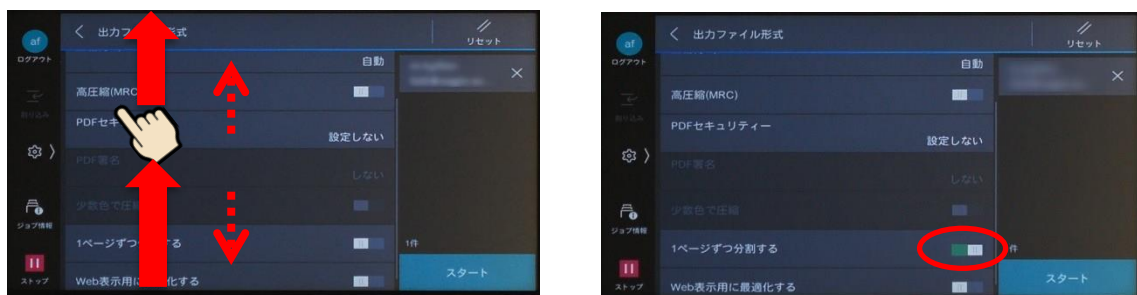 af
ログアウト
割り込み
ジョブ情報
ストップ
出力ファ 式
リセット
自動
高圧縮(MRC
PDFセキ
設定しない
PDF署名
しない
少数色で圧
1ページずつ する
Web表示用に 化する
1件
スタート
af
ログアウト
割り込み
ジョブ情報
ストップ
出力ファイル形式
リセット
自動
高圧縮(MRC)
PDFセキュリティー
設定しない
PDF署名
しない
少数色で圧縮
1ページずつ分割する
件
Web表示用に最適化する
スタート